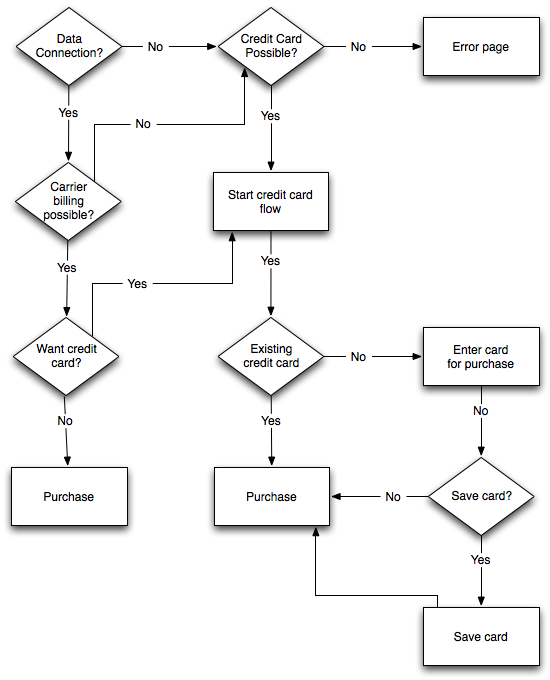 Data
Connection?
No
Credit Card
Possible?
No
Error page
Yes
No
Yes
Carrier
billing
possible?
Start credit card
flow
Yes
Yes
Yes
Want credit
card?
Existing
credit card
No
Enter card
for purchase
No
Yes
No
Purchase
Purchase
No
Save card?
Yes
Save card